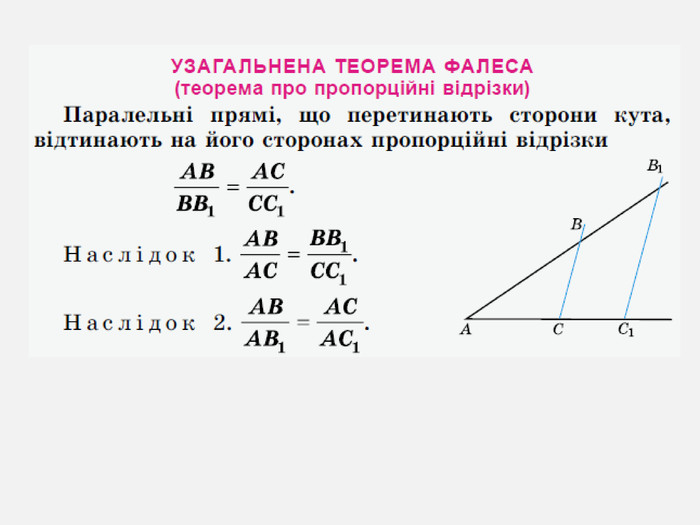 УЗАГАЛЬНЕНА ТЕОРЕМА ФАЛЕСА
(теорема про пропорційні відрізки)
Паралельні прямі, що перетинають сторони кута,
відтинають на його сторонах пропорційні відрізки
AB/BB₁ = AC/CC₁.
Наслідок 1. AB/AC = BB₁/CC₁.
Наслідок 2. AB/AB₁ = AC/AC₁.
B₁
B
A C C₁